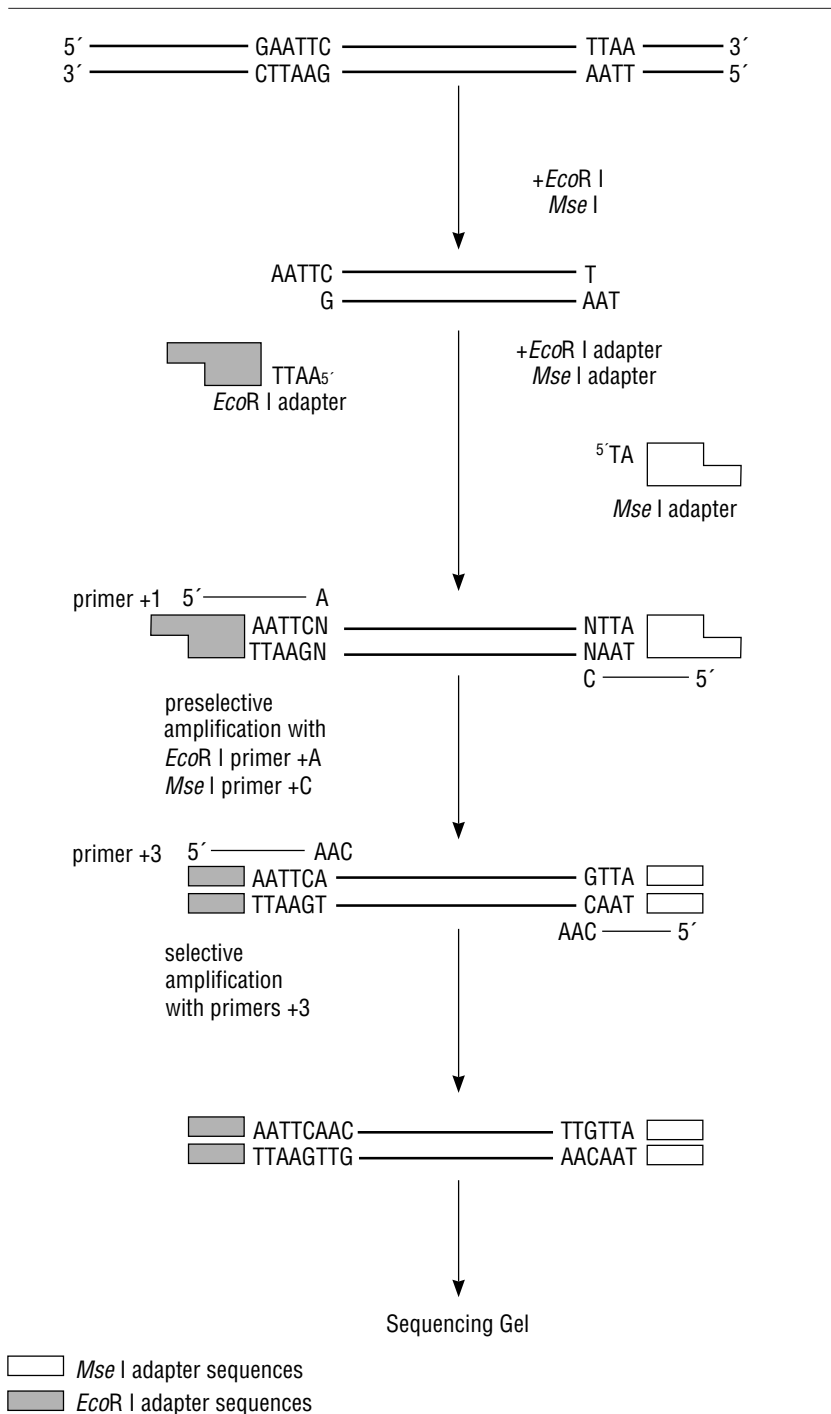 5´ GAATTC TTAA 3´
3´ CTTAAG AATT 5´
+EcoR I
Mse I
AATTC T
G AAT
+EcoR I adapter
Mse I adapter
TTAA5´
EcoR I adapter
5´TA
Mse I adapter
primer +1 5´ A
AATTCN NTTA
TTAAGN NAAT
C 5´
preselective
amplification with
EcoR I primer +A
Mse I primer +C
primer +3 5´ AAC
AATTCA GTTA
TTAAGT CAAT
AAC 5´
selective
amplification
with primers +3
AATTCAAC TTGTTA
TTAAGTTG AACAAT
Sequencing Gel
Mse I adapter sequences
EcoR I adapter sequences